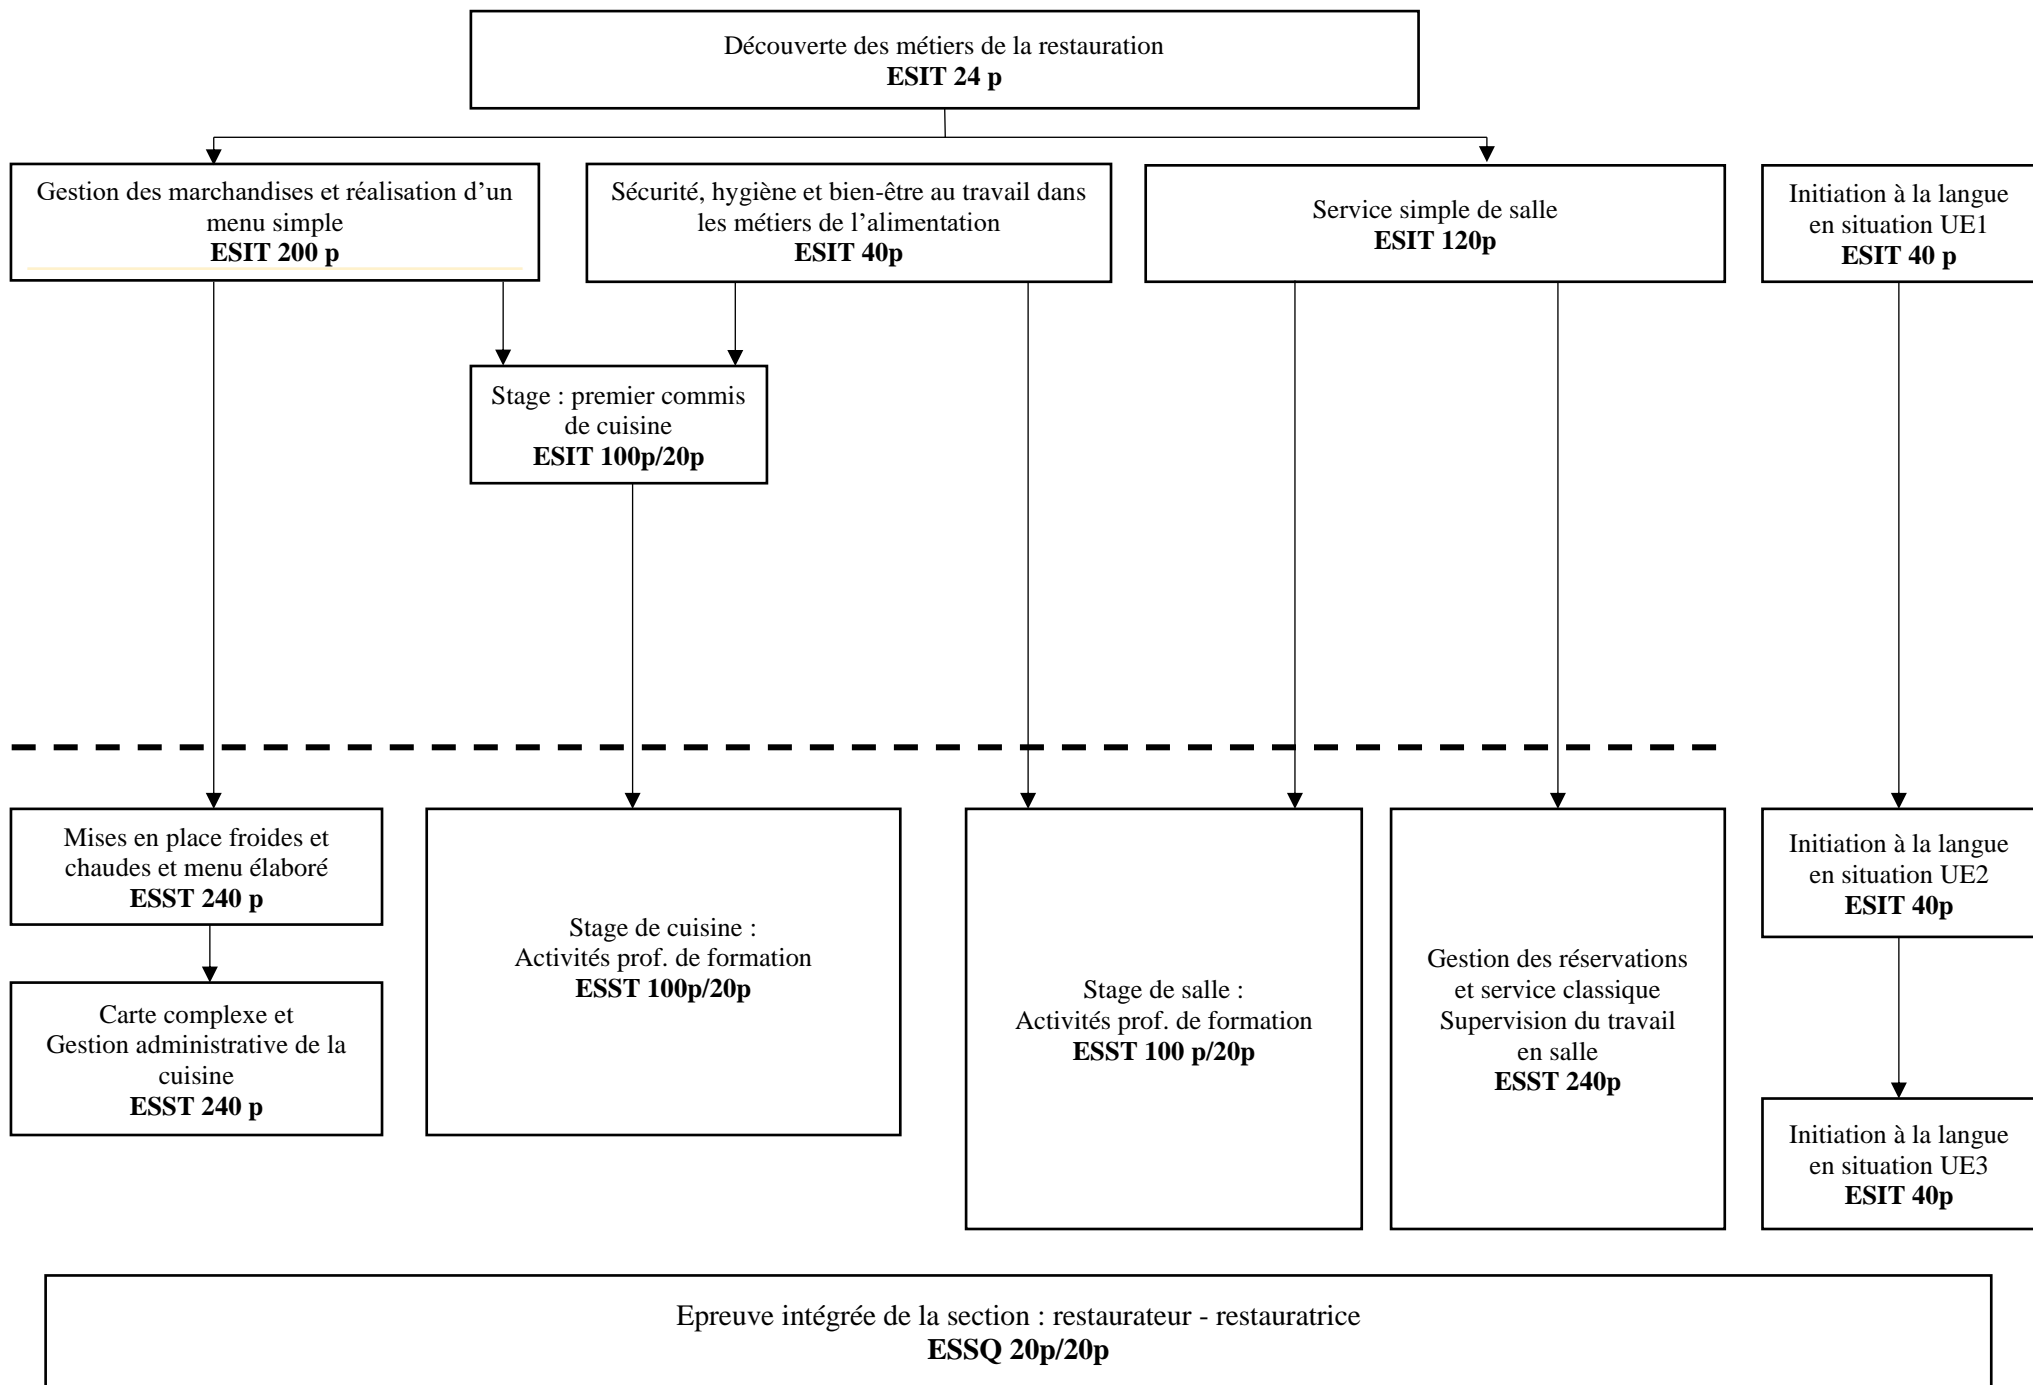 Découverte des métiers de la restauration
ESIT 24 p
Gestion des marchandises et réalisation d’un
menu simple
ESIT 200 p
Sécurité, hygiène et bien-être au travail dans
les métiers de l’alimentation
ESIT 40p
Service simple de salle
ESIT 120p
Initiation à la langue
en situation UE1
ESIT 40 p
Stage : premier commis
de cuisine
ESIT 100p/20p
Mises en place froides et
chaudes et menu élaboré
ESST 240 p
Carte complexe et
Gestion administrative de la
cuisine
ESST 240 p
Stage de cuisine :
Activités prof. de formation
ESST 100p/20p
Stage de salle :
Activités prof. de formation
ESST 100 p/20p
Gestion des réservations
et service classique
Supervision du travail
en salle
ESST 240p
Initiation à la langue
en situation UE2
ESIT 40p
Initiation à la langue
en situation UE3
ESIT 40p
Epreuve intégrée de la section : restaurateur - restauratrice
ESSQ 20p/20p